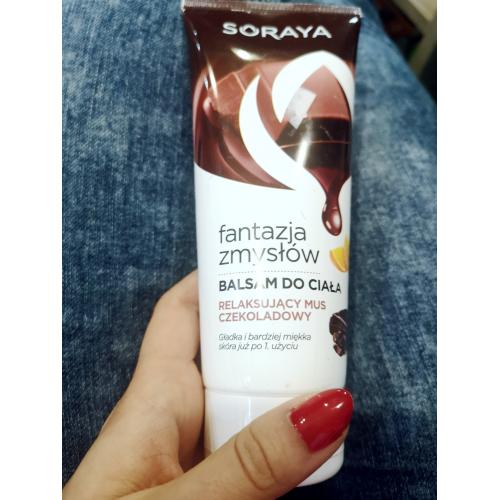 SORAYA
fantazja
zmysłów
BALSAM DO CIAŁA
RELAKSUJĄCY MUS
CZEKOLADOWY
Gładka i bardziej miękka
skóra już po 1. użyciu